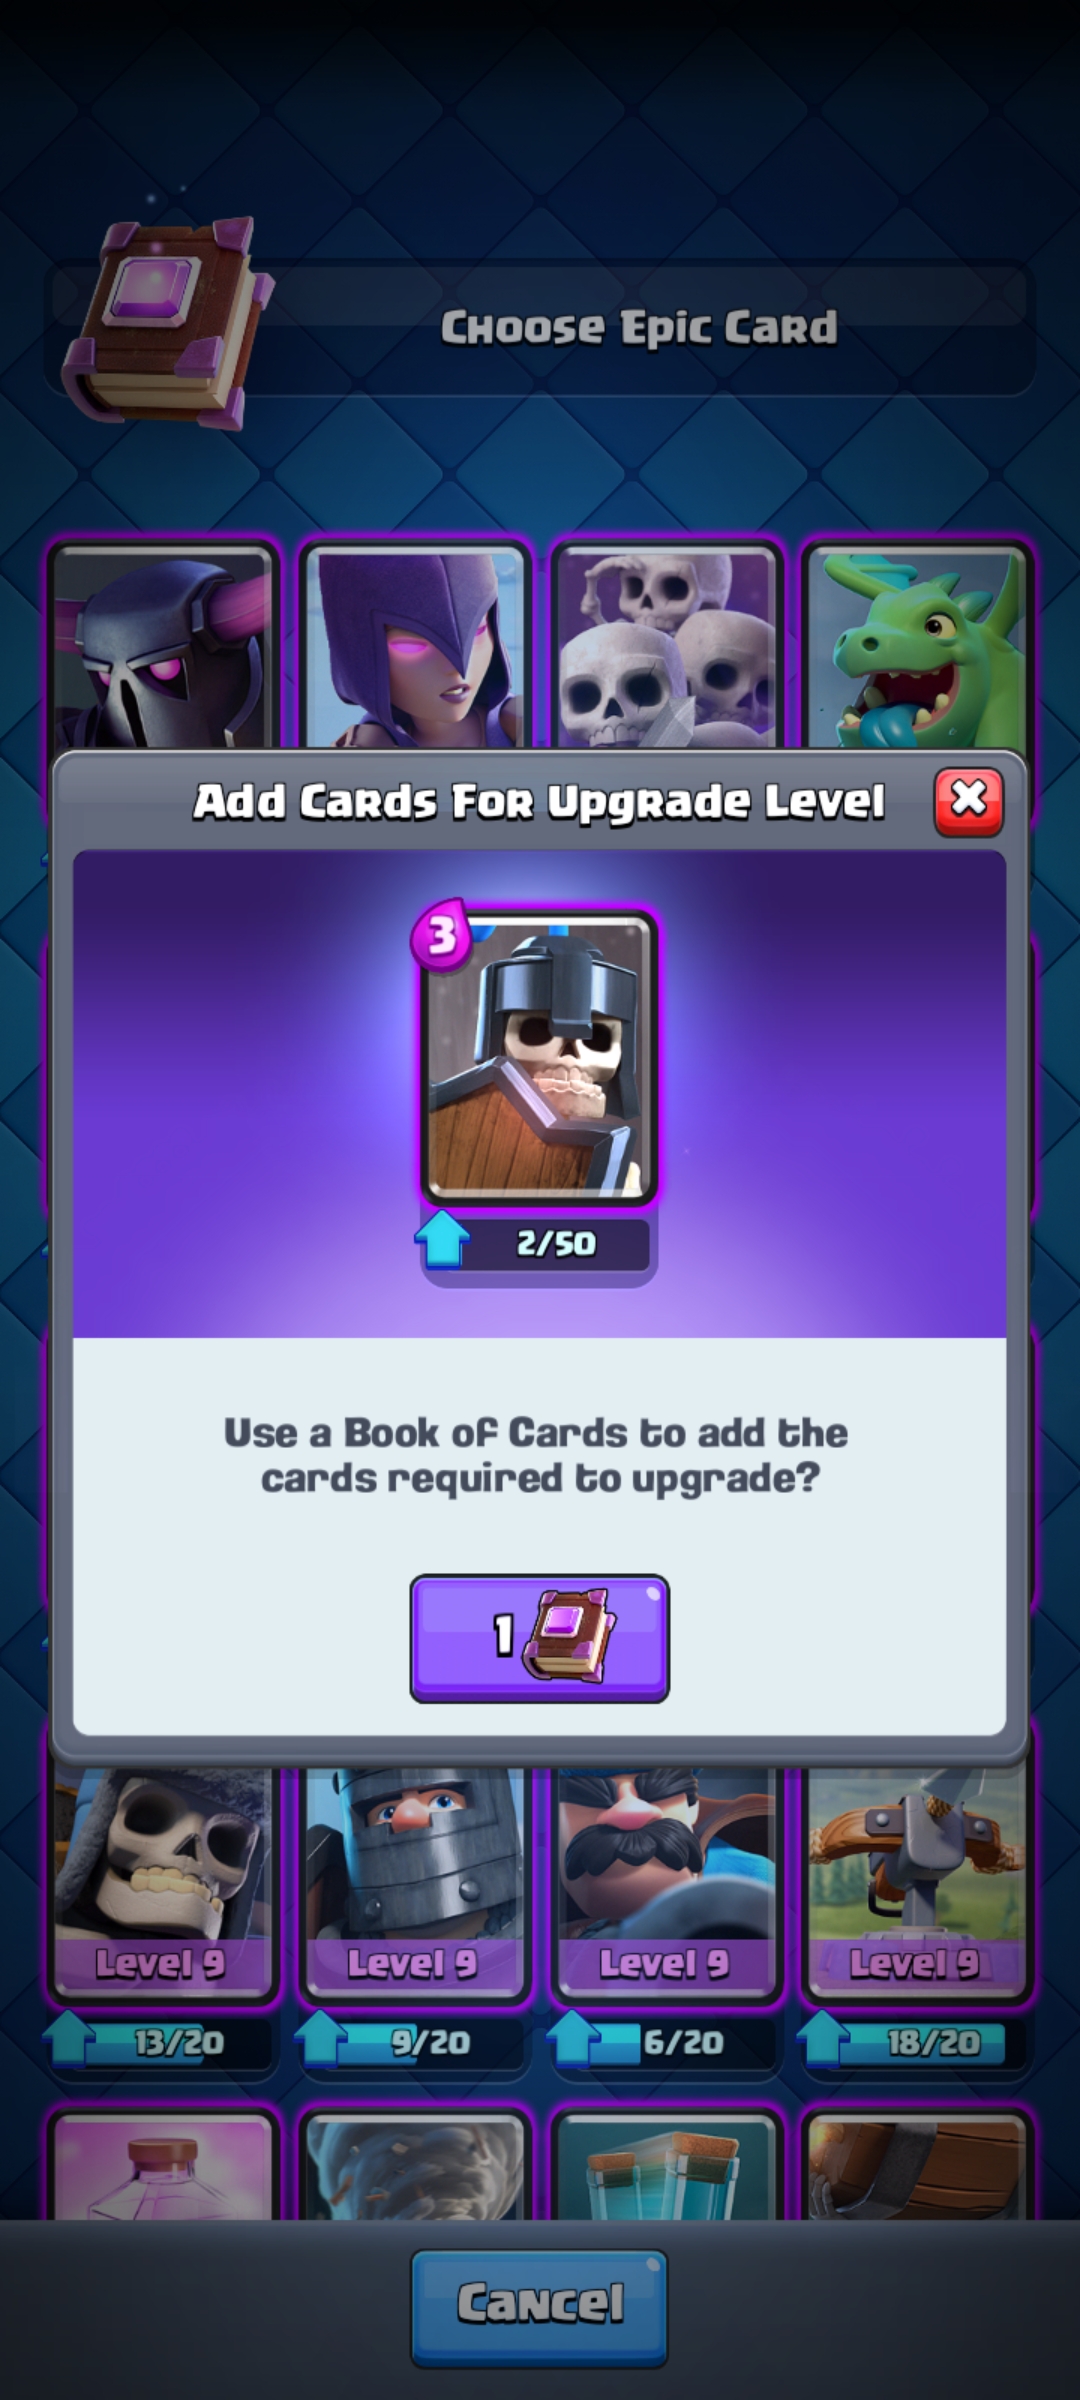 Choose Epic Card
Add Cards For Upgrade Level
3
2/50
Use a Book of Cards to add the
cards required to upgrade?
1
Level 9
Level 9
Level 9
Level 9
13/20
9/20
6/20
18/20
Cancel